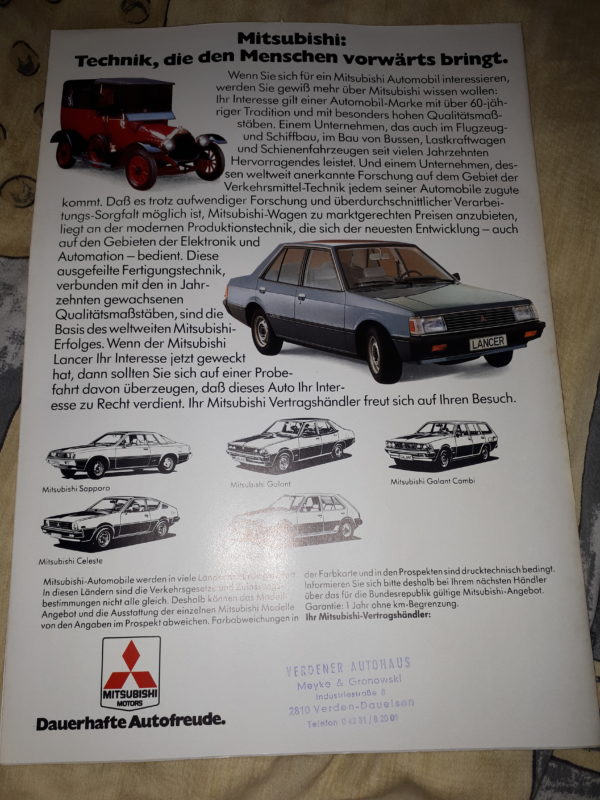 Mitsubishi:
Technik, die den Menschen vorwärts bringt.
Wenn Sie sich für ein Mitsubishi Automobil interessieren,
werden Sie gewiß mehr über Mitsubishi wissen wollen:
Ihr Interesse gilt einer Automobil-Marke mit über 60-jäh-
riger Tradition und mit besonders hohen Qualitätsmaß-
stäben. Einem Unternehmen, das auch im Flugzeug-
und Schiffbau, im Bau von Bussen, Lastkraftwagen
und Schienenfahrzeugen seit vielen Jahrzehnten
Hervorragendes leistet. Und einem Unternehmen, des-
sen weltweit anerkannte Forschung auf dem Gebiet der
Verkehrsmittel-Technik jedem seiner Automobile zugute
kommt. Daß es trotz aufwendiger Forschung und überdurchschnittlicher Verarbei-
tungs-Sorgfalt möglich ist, Mitsubishi-Wagen zu marktgerechten Preisen anzubieten,
liegt an der modernen Produktionstechnik, die sich der neuesten Entwicklung – auch
auf den Gebieten der Elektronik und
Automation – bedient. Diese
ausgefeilte Fertigungstechnik,
verbunden mit den in Jahr-
zehnten gewachsenen
Qualitätsmaßstäben, sind die
Basis des weltweiten Mitsubishi-
Erfolges. Wenn der Mitsubishi
Lancer Ihr Interesse jetzt geweckt
hat, dann sollten Sie sich auf einer Probe-
fahrt davon überzeugen, daß dieses Auto Ihr Inter-
esse zu Recht verdient. Ihr Mitsubishi Vertragshändler freut sich auf Ihren Besuch.
LANCER
Mitsubishi Sapporo
Mitsubishi Galant
Mitsubishi Galant Combi
Mitsubishi Celeste
Mitsubishi-Automobile werden in viele
In diesen Ländern sind die Verkehrsgesetze und
bestimmungen nicht alle gleich. Deshalb können das
Angebot und die Ausstattung der einzelnen Mitsubishi Modelle
von den Angaben im Prospekt abweichen. Farbabweichungen in
der Farbkarte und in den Prospekten sind drucktechnisch bedingt.
Informieren Sie sich bitte deshalb bei Ihrem nächsten Händler
über das für die Bundesrepublik gültige Mitsubishi-Angebot.
Garantie: 1 Jahr ohne km-Begrenzung.
Ihr Mitsubishi-Vertragshändler:
MITSUBISHI
MOTORS
Dauerhafte Autofreude.
VERDENER AUTOHAUS
Meyke & Gronowski
Industriestraße 8
2810 Verden-Dauelsen
Telefon 0 42 31 / 8 20 01